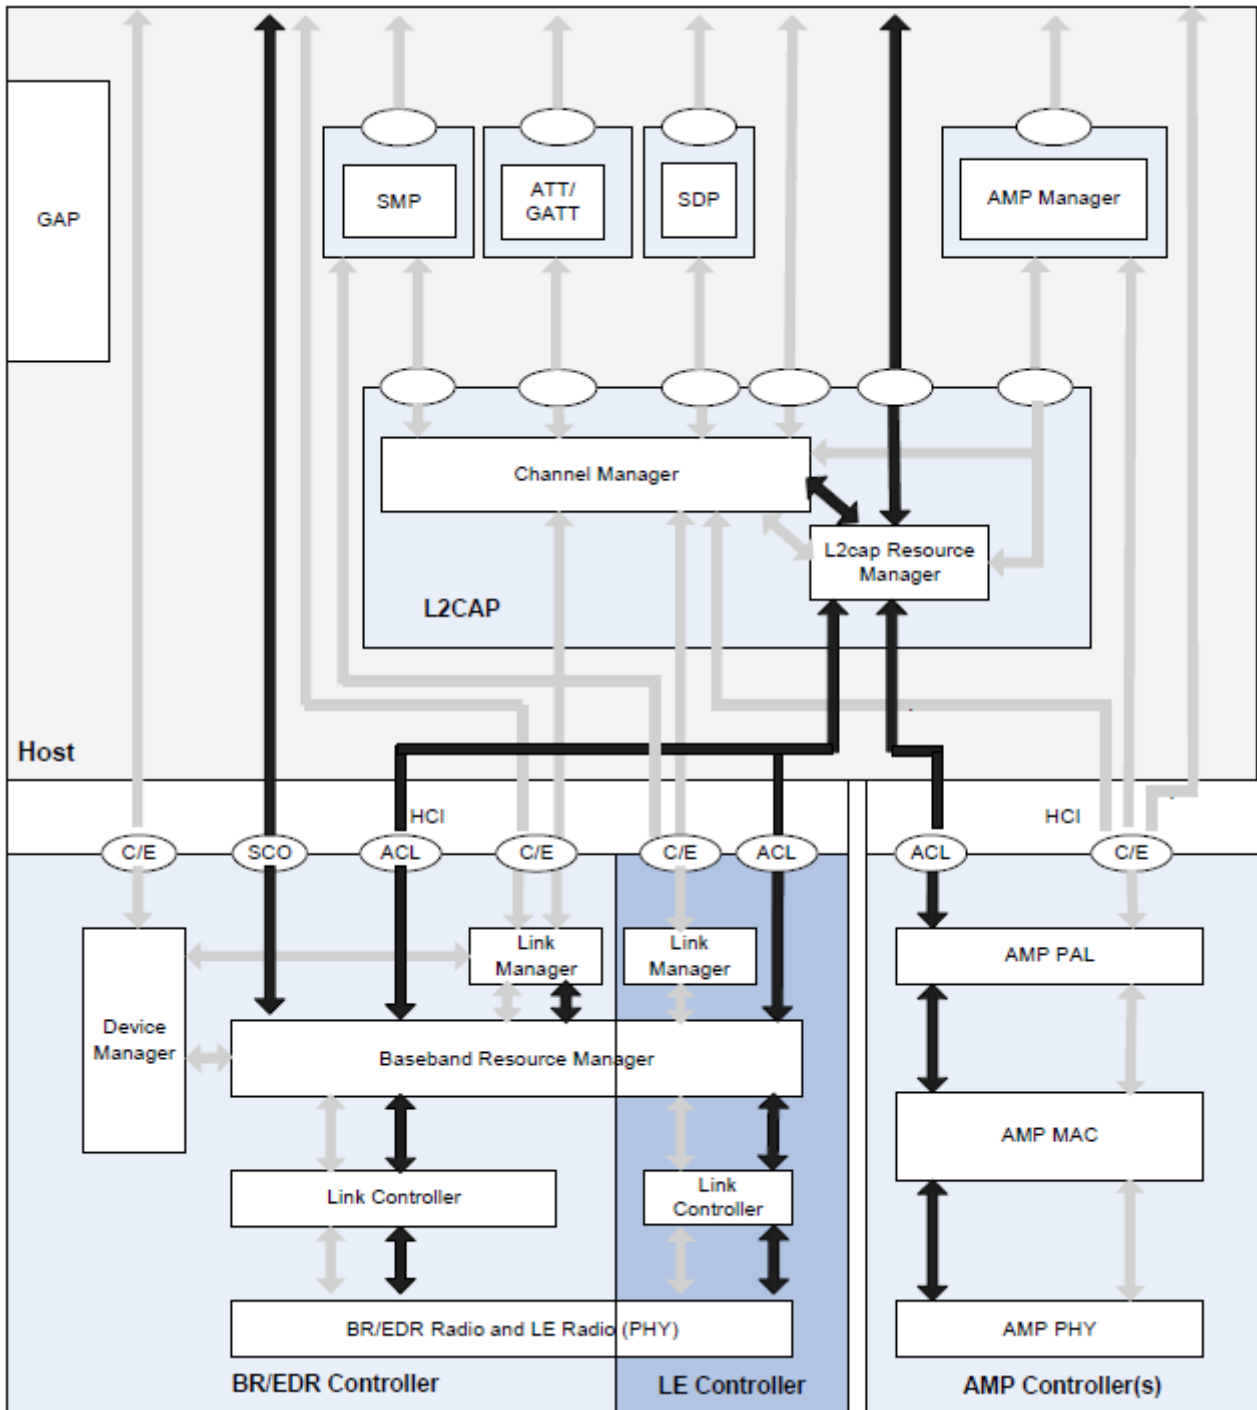 GAP
SMP
ATT/
GATT
SDP
AMP Manager
Channel Manager
L2cap Resource
Manager
L2CAP
Host
HCI
HCI
C/E
SCO
ACL
C/E
C/E
ACL
ACL
C/E
Link
Manager
Link
Manager
AMP PAL
Device
Manager
Baseband Resource Manager
AMP MAC
Link Controller
Link
Controller
BR/EDR Radio and LE Radio (PHY)
AMP PHY
BR/EDR Controller
LE Controller
AMP Controller(s)